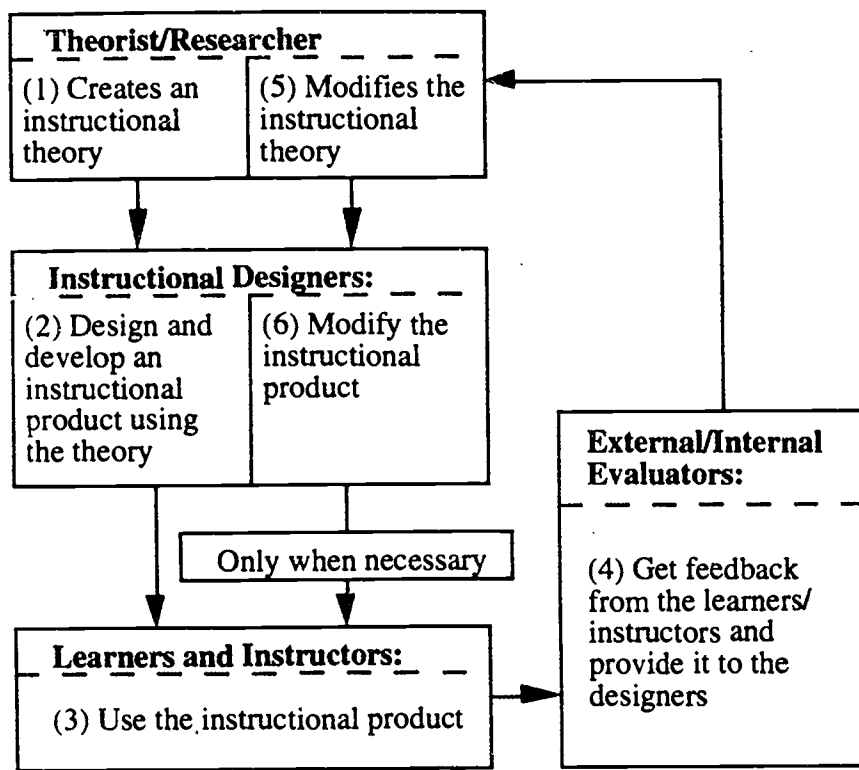 Theorist/Researcher
(1) Creates an
instructional
theory
(5) Modifies the
instructional
theory
Instructional Designers:
(2) Design and
develop an
instructional
product using
the theory
(6) Modify the
instructional
product
Only when necessary
Learners and Instructors:
(3) Use the instructional product
External/Internal
Evaluators:
(4) Get feedback
from the learners/
instructors and
provide it to the
designers